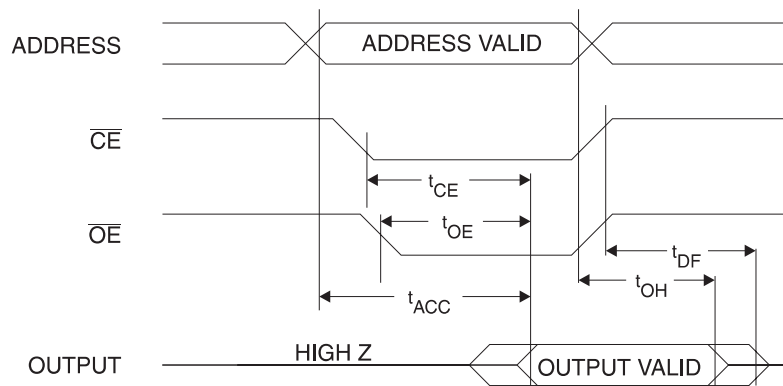 ADDRESS
ADDRESS VALID
CE
tCE
OE
tOE
tDF
tOH
tACC
HIGH Z
OUTPUT
OUTPUT VALID